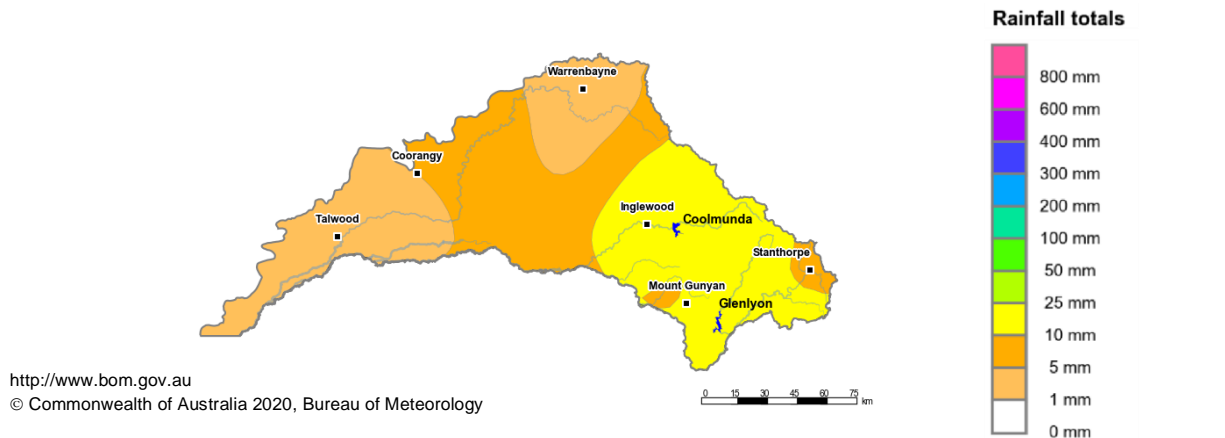 Rainfall totals
Warrenbayne
800 mm
600 mm
400 mm
Coorangy
300 mm
Inglewood
200 mm
Talwood
Coolmunda
100 mm
Stanthorpe
50 mm
Mount Gunyan
Glenlyon
25 mm
10 mm
5 mm
http://www.bom.gov.au
0 15 30 45 60 75
km
1 mm
© Commonwealth of Australia 2020, Bureau of Meteorology
0 mm